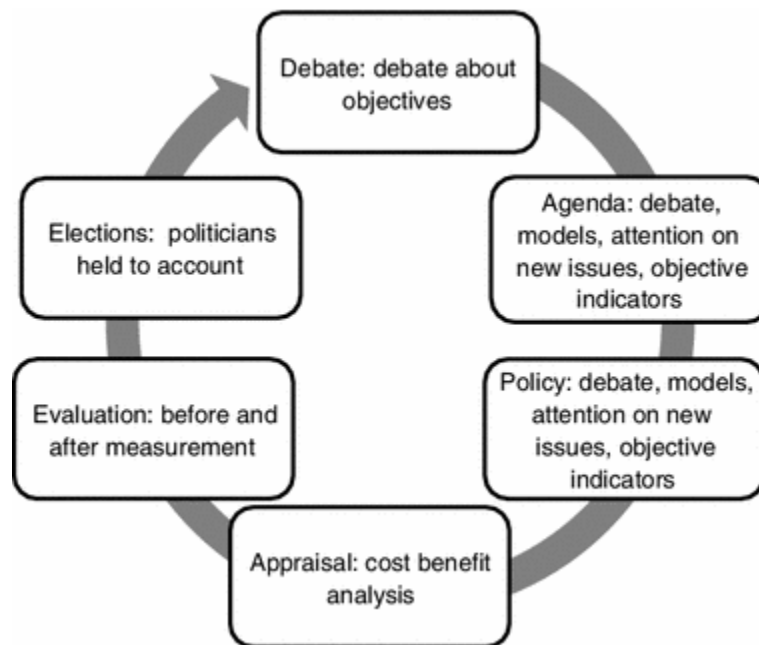 Debate: debate about
objectives
Agenda: debate,
models, attention on
new issues, objective
indicators
Policy: debate, models,
attention on new
issues, objective
indicators
Appraisal: cost benefit
analysis
Evaluation: before and
after measurement
Elections: politicians
held to account